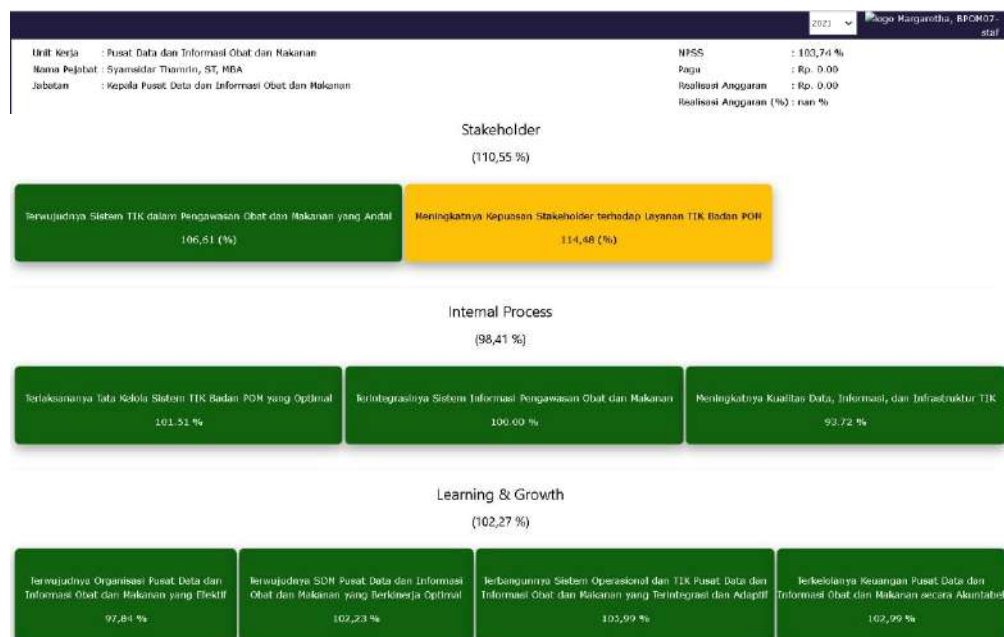 2021
logo Margaretha, BPOM07-
staf
Unit Kerja : Pusat Data dan Informasi Obat dan Makanan
Nama Pejabat : Syamsidar Thamrin, ST, MBA
Jabatan : Kepala Pusat Data dan Informasi Obat dan Makanan
NPSS : 103,74 %
Pagu : Rp. 0.00
Realisasi Anggaran : Rp. 0.00
Realisasi Anggaran (%) : nan %
Stakeholder
(110,55 %)
Terwujudnya Sistem TIK dalam Pengawasan Obat dan Makanan yang Andal
106,61 (%)
Meningkatnya Kepuasan Stakeholder terhadap Layanan TIK Badan POM
114,48 (%)
Internal Process
(98,41 %)
Terlaksananya Tata Kelola Sistem TIK Badan POM yang Optimal
101.51 %
Terintegrasinya Sistem Informasi Pengawasan Obat dan Makanan
100.00 %
Meningkatnya Kualitas Data, Informasi, dan Infrastruktur TIK
93.72 %
Learning & Growth
(102,27 %)
Terwujudnya Organisasi Pusat Data dan
Informasi Obat dan Makanan yang Efektif
97,84 %
Terwujudnya SDM Pusat Data dan Informasi
Obat dan Makanan yang Berkinerja Optimal
102,23 %
Terbangunnya Sistem Operasional dan TIK Pusat Data dan
Informasi Obat dan Makanan yang Terintegrasi dan Adaptif
105,99 %
Terkelolanya Keuangan Pusat Data dan
Informasi Obat dan Makanan secara Akuntabel
102,99 %